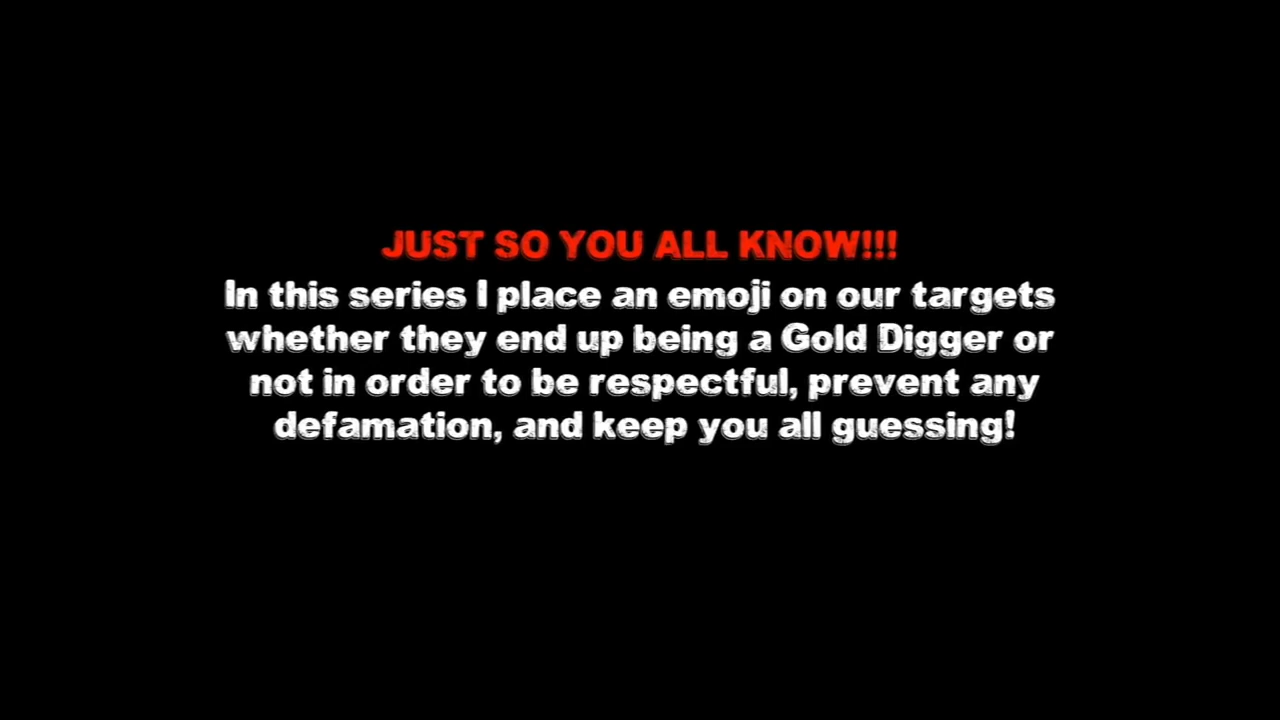 JUST SO YOU ALL KNOW!!!
In this series I place an emoji on our targets
whether they end up being a Gold Digger or
not in order to be respectful, prevent any
defamation, and keep you all guessing!